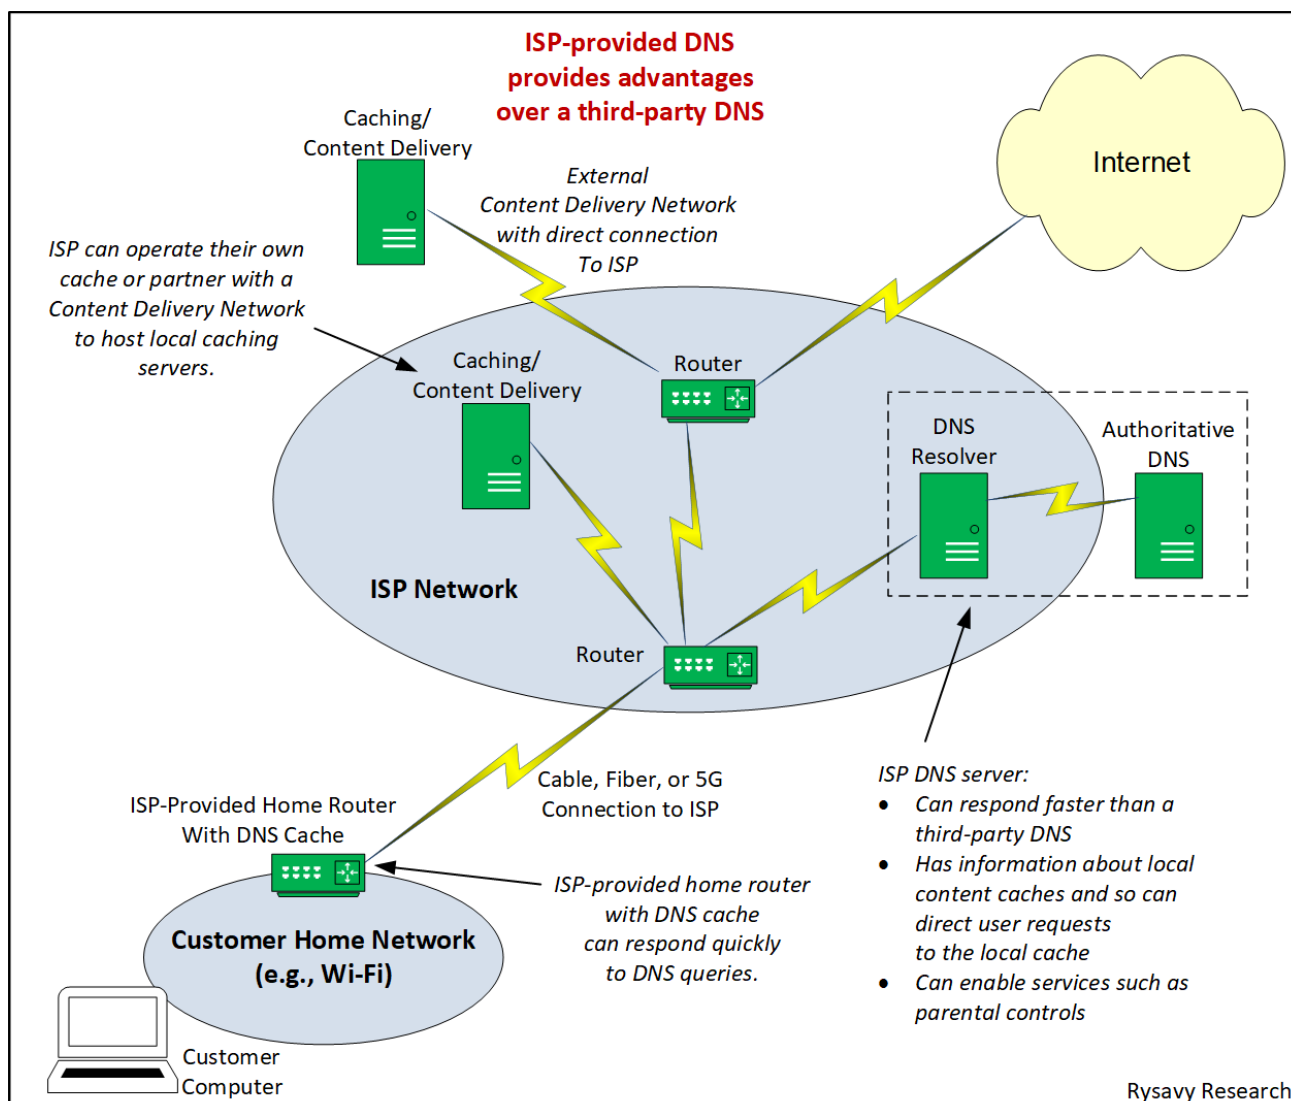 ISP-provided DNS
provides advantages
over a third-party DNS
Caching/
Content Delivery
External
Content Delivery Network
with direct connection
To ISP
Internet
ISP can operate their own
cache or partner with a
Content Delivery Network
to host local caching
servers.
Caching/
Content Delivery
Router
DNS
Resolver
Authoritative
DNS
ISP Network
Router
Cable, Fiber, or 5G
Connection to ISP
ISP-Provided Home Router
With DNS Cache
ISP-provided home router
with DNS cache
can respond quickly
to DNS queries.
Customer Home Network
(e.g., Wi-Fi)
Customer
Computer
ISP DNS server:
● Can respond faster than a
third-party DNS
● Has information about local
content caches and so can
direct user requests
to the local cache
● Can enable services such as
parental controls
Rysavy Research